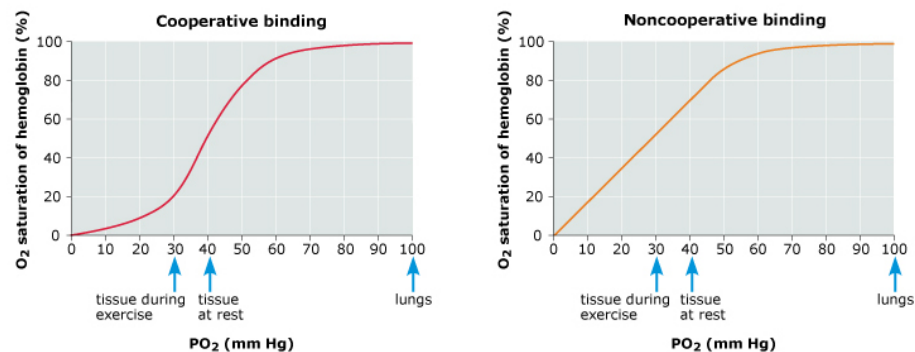 Cooperative binding
O2 saturation of hemoglobin (%)
100
80
60
40
20
0
0 10 20 30 40 50 60 70 80 90 100
tissue during tissue lungs
exercise at rest
PO2 (mm Hg)
Noncooperative binding
O2 saturation of hemoglobin (%)
100
80
60
40
20
0
0 10 20 30 40 50 60 70 80 90 100
tissue during tissue lungs
exercise at rest
PO2 (mm Hg)